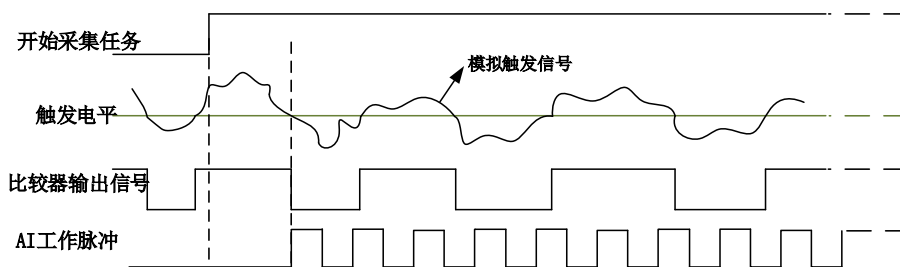 开始采集任务
模拟触发信号
触发电平
比较器输出信号
AI工作脉冲